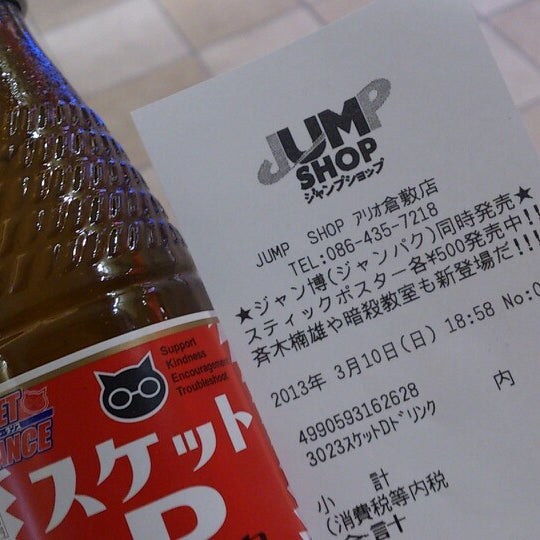 JUMP
SHOP
ジャンプショップ
JUMP SHOP アリオ倉敷店
TEL:086-435-7218
★ジャン博(ジャンパク)同時発売★
スティックポスター各¥500発売中!!
斉木楠雄や暗殺教室も新登場だ!!!
2013年 3月10日(日) 18:58 No:0
4990593162628 内
3023スケットDドリンク
小 計
(消費税等内税
合計
Support
Kindness
Encouragement
Troubleshoot
スケット
D